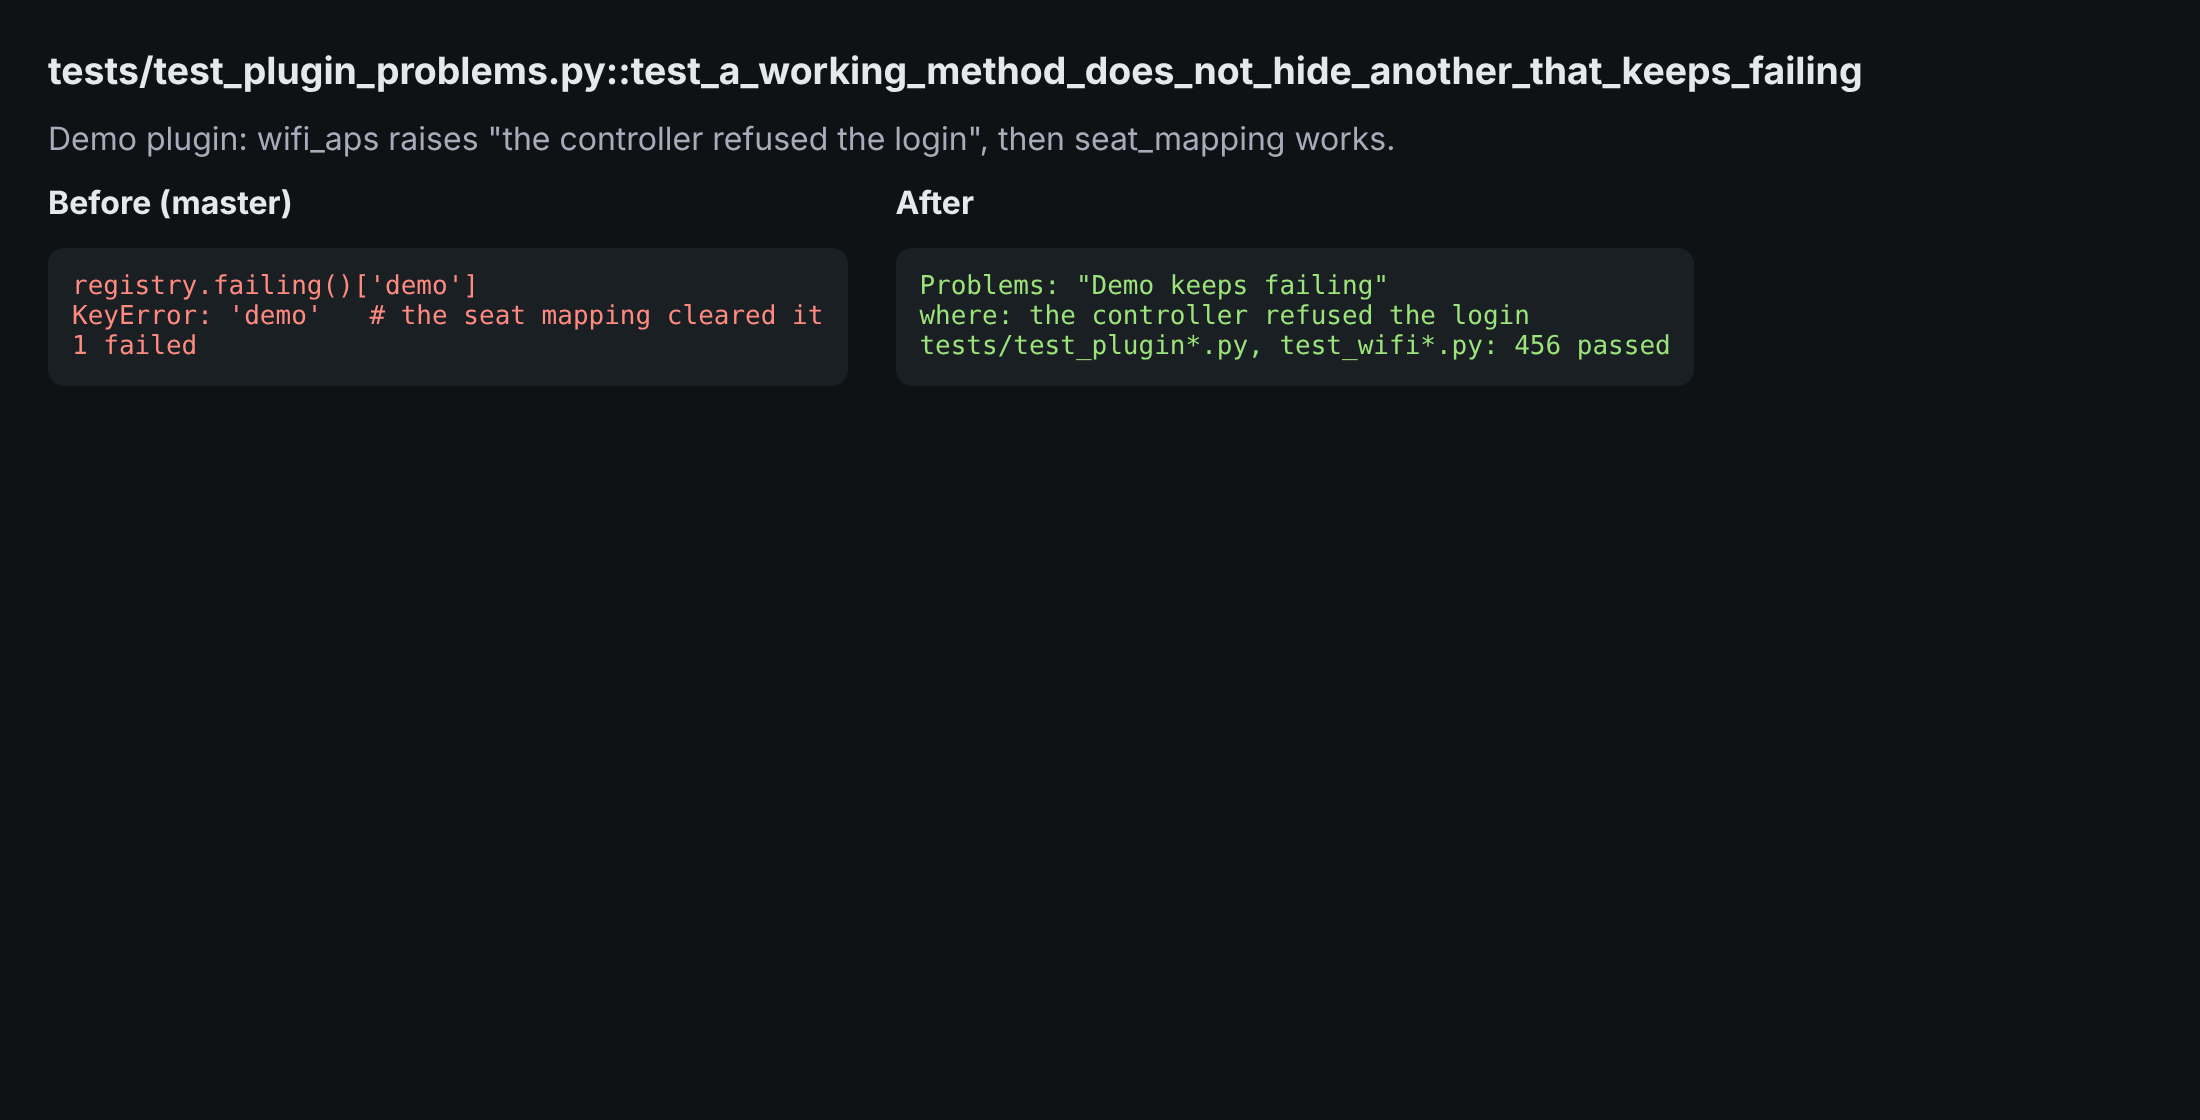 tests/test_plugin_problems.py::test_a_working_method_does_not_hide_another_that_keeps_failing
Demo plugin: wifi_aps raises "the controller refused the login", then seat_mapping works.
Before (master)
registry.failing()['demo']
KeyError: 'demo'   # the seat mapping cleared it
1 failed
After
Problems: "Demo keeps failing"
where: the controller refused the login
tests/test_plugin*.py, test_wifi*.py: 456 passed